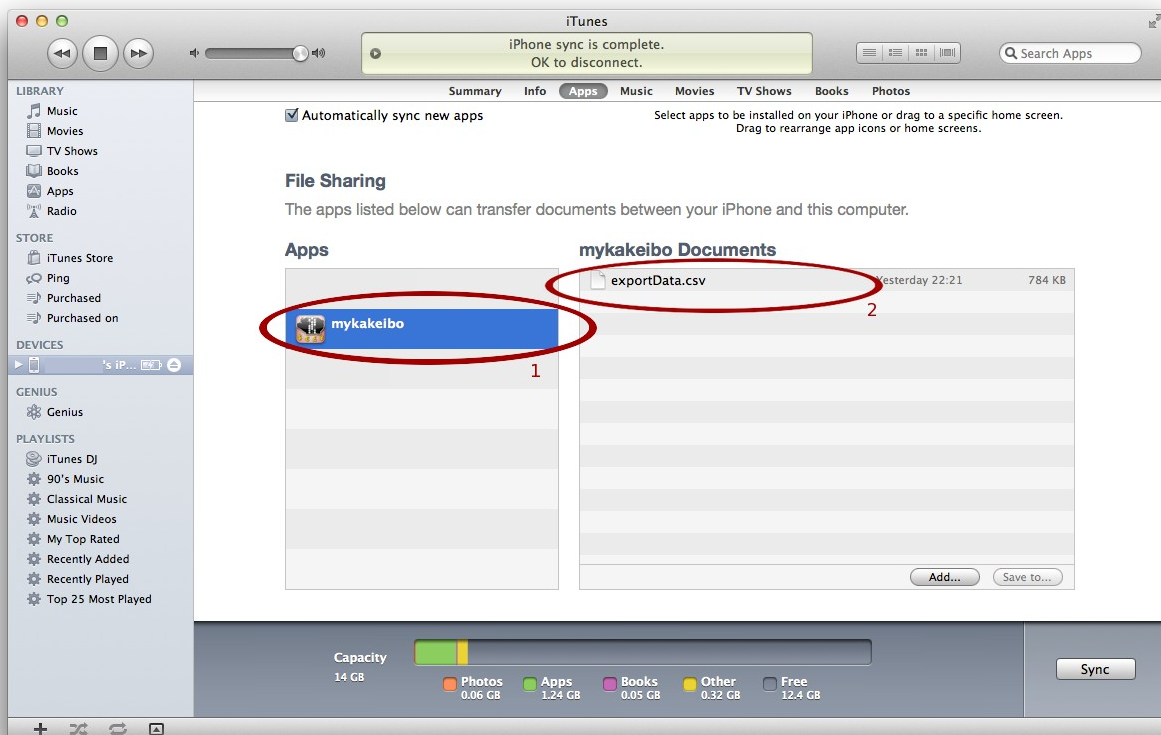 iTunes
iPhone sync is complete.
OK to disconnect.
Search Apps
LIBRARY
Music
Movies
TV Shows
Books
Apps
Radio
STORE
iTunes Store
Ping
Purchased
Purchased on
DEVICES
's iP...
GENIUS
Genius
PLAYLISTS
iTunes DJ
90's Music
Classical Music
Music Videos
My Top Rated
Recently Added
Recently Played
Top 25 Most Played
Summary Info Apps Music Movies TV Shows Books Photos
Automatically sync new apps
Select apps to be installed on your iPhone or drag to a specific home screen.
Drag to rearrange app icons or home screens.
File Sharing
The apps listed below can transfer documents between your iPhone and this computer.
Apps
mykakeibo
1
mykakeibo Documents
exportData.csv Yesterday 22:21 784 KB
2
Add... Save to...
Capacity
14 GB
Photos
0.06 GB
Apps
1.24 GB
Books
0.05 GB
Other
0.32 GB
Free
12.4 GB
Sync